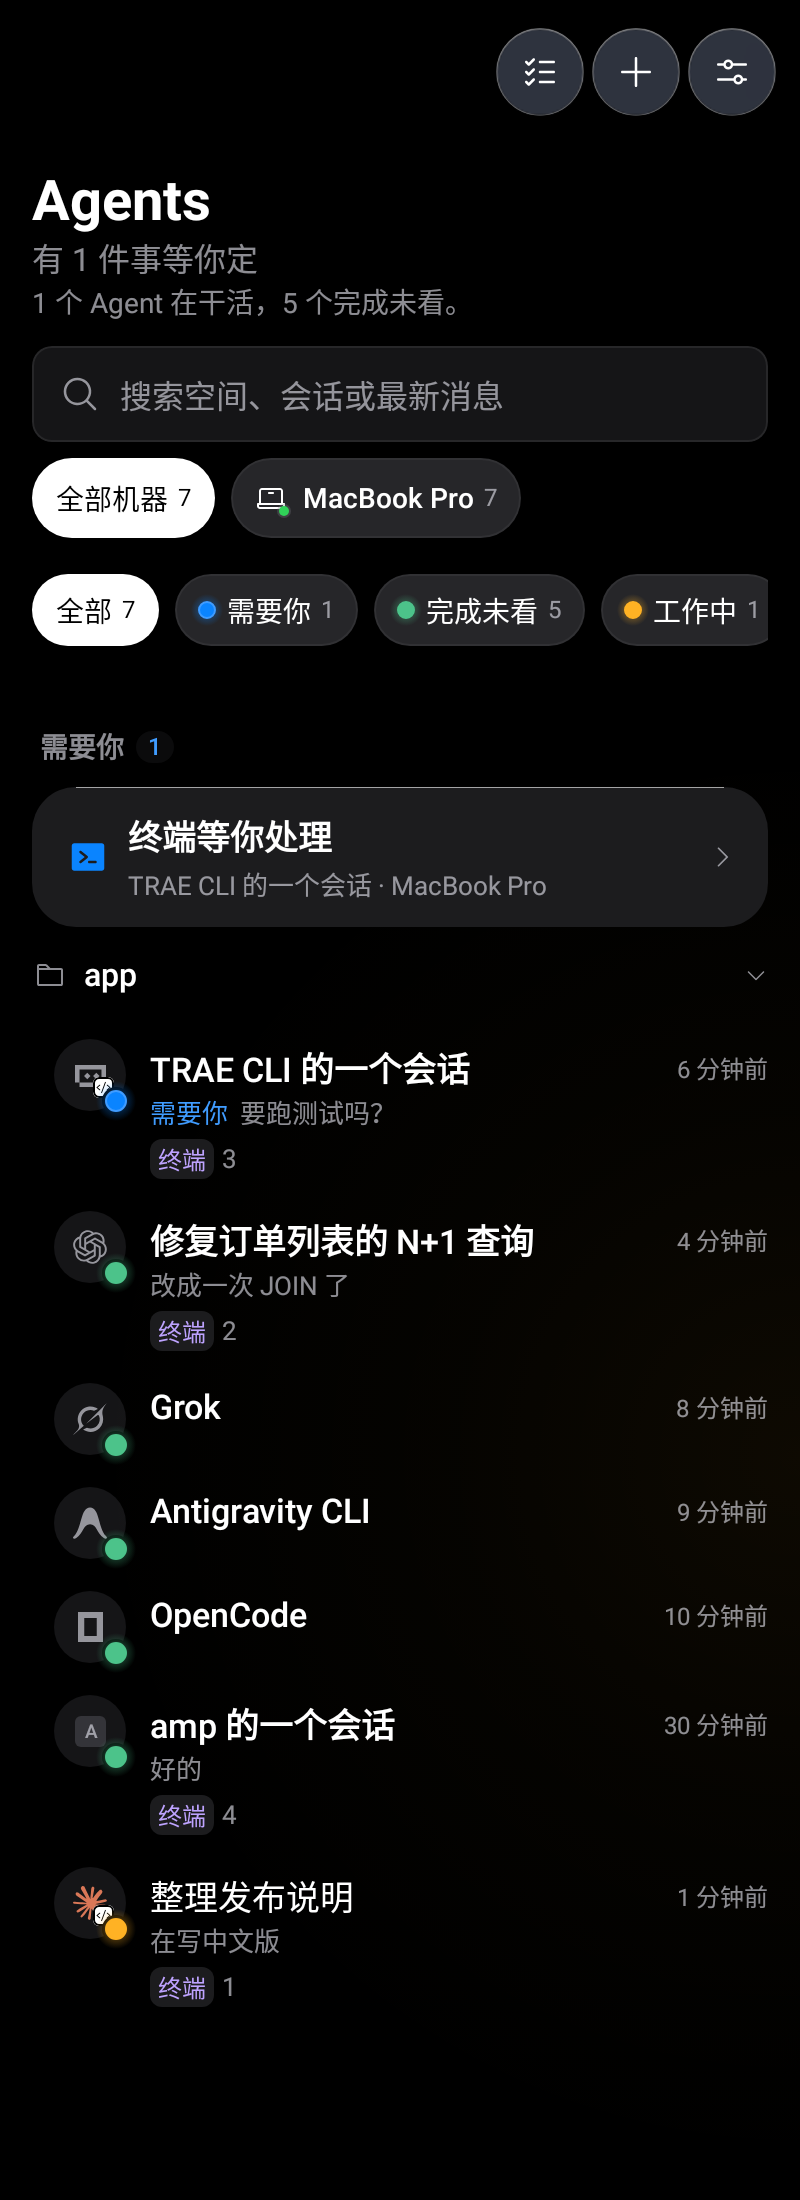 Agents
有 1 件事等你定
1 个 Agent 在干活，5 个完成未看。
搜索空间、会话或最新消息
全部机器 7
MacBook Pro 7
全部 7
需要你 1
完成未看 5
工作中 1
需要你 1
终端等你处理
TRAE CLI 的一个会话 · MacBook Pro
app
TRAE CLI 的一个会话
6 分钟前
需要你 要跑测试吗？
终端 3
修复订单列表的 N+1 查询
4 分钟前
改成一次 JOIN 了
终端 2
Grok
8 分钟前
Antigravity CLI
9 分钟前
OpenCode
10 分钟前
A
amp 的一个会话
30 分钟前
好的
终端 4
整理发布说明
1 分钟前
在写中文版
终端 1